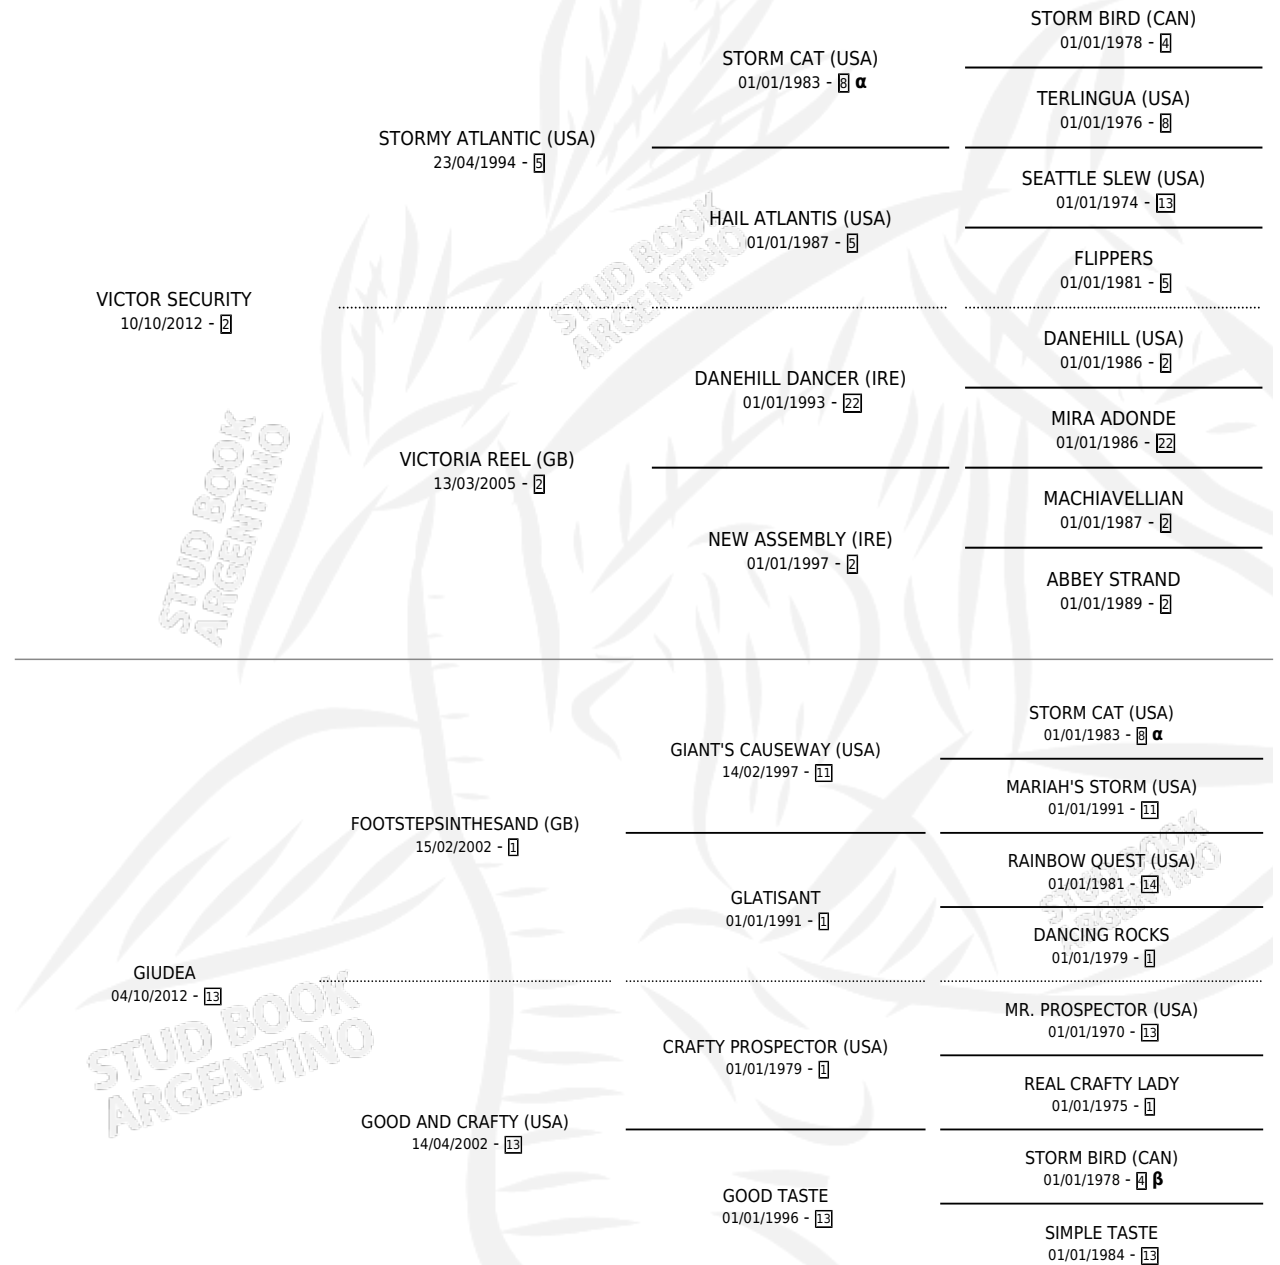 STORM BIRD (CAN)
01/01/1978 - 4
STORM CAT (USA)
01/01/1983 - 8 α
TERLINGUA (USA)
01/01/1976 - 8
STORMY ATLANTIC (USA)
23/04/1994 - 5
SEATTLE SLEW (USA)
01/01/1974 - 13
HAIL ATLANTIS (USA)
01/01/1987 - 5
FLIPPERS
01/01/1981 - 5
VICTOR SECURITY
10/10/2012 - 2
DANEHILL (USA)
01/01/1986 - 2
DANEHILL DANCER (IRE)
01/01/1993 - 22
MIRA ADONDE
01/01/1986 - 22
VICTORIA REEL (GB)
13/03/2005 - 2
MACHIAVELLIAN
01/01/1987 - 2
NEW ASSEMBLY (IRE)
01/01/1997 - 2
ABBEY STRAND
01/01/1989 - 2
STORM CAT (USA)
01/01/1983 - 8 α
GIANT'S CAUSEWAY (USA)
14/02/1997 - 11
MARIAH'S STORM (USA)
01/01/1991 - 11
FOOTSTEPSINTHESAND (GB)
15/02/2002 - 1
RAINBOW QUEST (USA)
01/01/1981 - 14
GLATISANT
01/01/1991 - 1
DANCING ROCKS
01/01/1979 - 1
GIUDEA
04/10/2012 - 13
MR. PROSPECTOR (USA)
01/01/1970 - 13
CRAFTY PROSPECTOR (USA)
01/01/1979 - 1
REAL CRAFTY LADY
01/01/1975 - 1
GOOD AND CRAFTY (USA)
14/04/2002 - 13
STORM BIRD (CAN)
01/01/1978 - 4 β
GOOD TASTE
01/01/1996 - 13
SIMPLE TASTE
01/01/1984 - 13
STUD BOOK
ARGENTINO
STUD BOOK
ARGENTINO
STUD BOOK
ARGENTINO
STUD BOOK
ARGENTINO